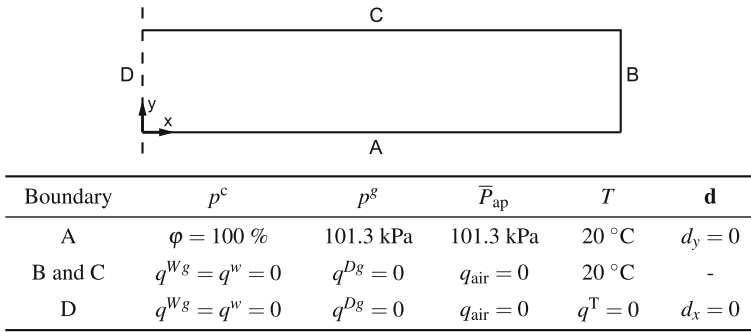 C
D
B
y
x
A
Boundary p^c p^g P̅_ap T d
A φ = 100 % 101.3 kPa 101.3 kPa 20 °C d_y = 0
B and C q^Wg = q^w = 0 q^Dg = 0 q_air = 0 20 °C -
D q^Wg = q^w = 0 q^Dg = 0 q_air = 0 q^T = 0 d_x = 0